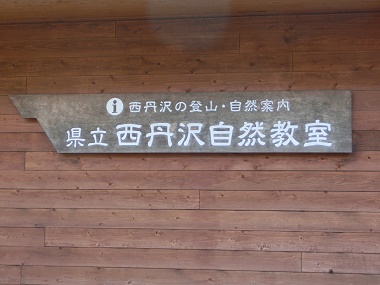 i 西丹沢の登山・自然案内
県立 西丹沢自然教室